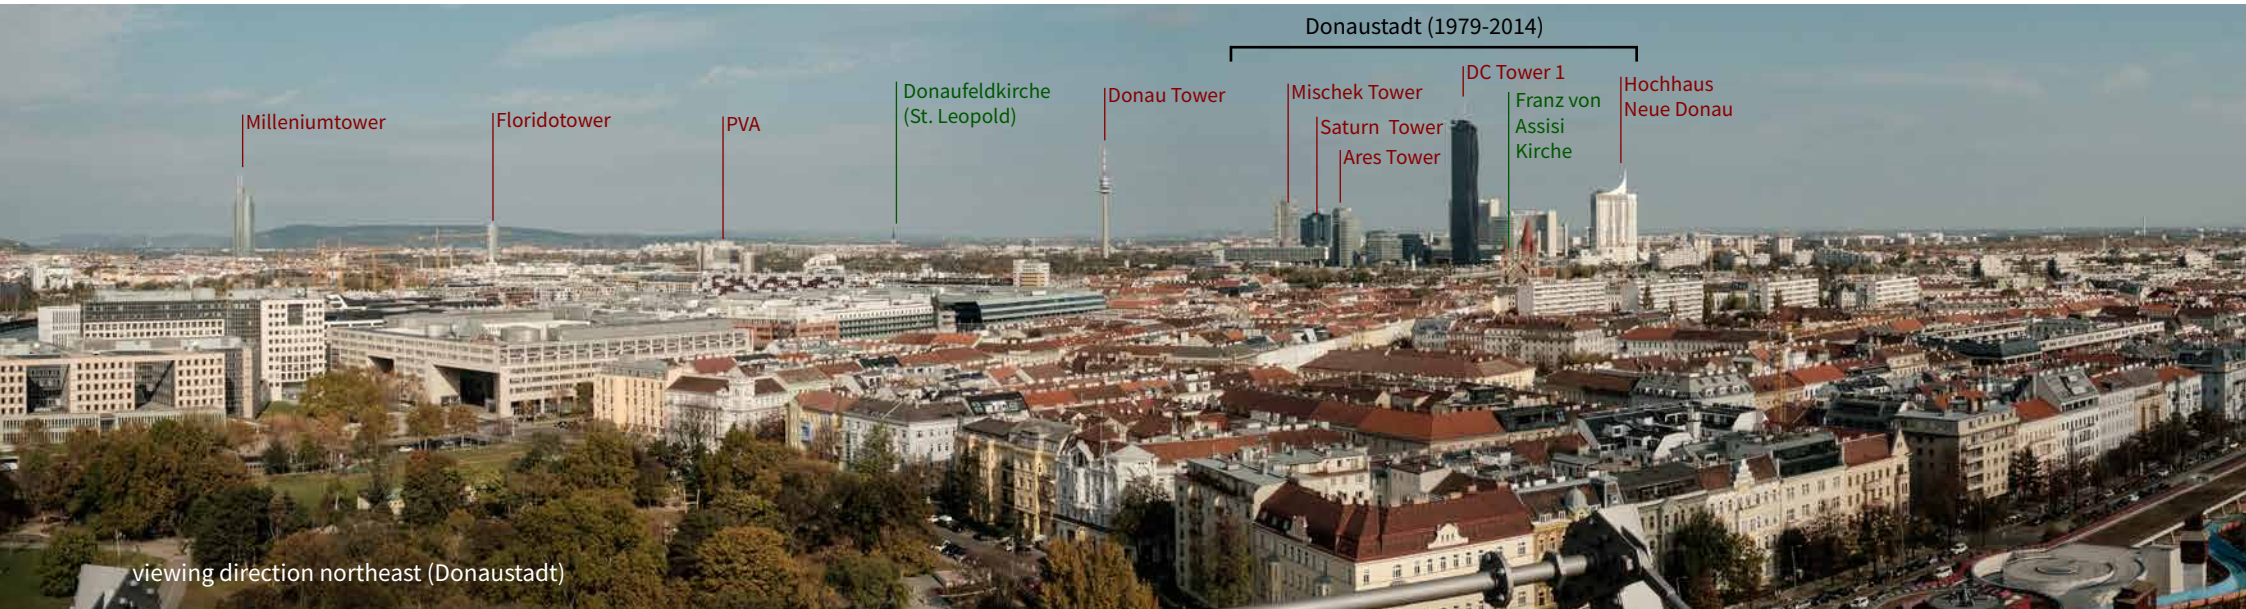 Donaustadt (1979-2014)
Milleniumtower
Floridotower
PVA
Donaufeldkirche
(St. Leopold)
Donau Tower
Mischek Tower
Saturn Tower
Ares Tower
DC Tower 1
Franz von
Assisi
Kirche
Hochhaus
Neue Donau
viewing direction northeast (Donaustadt)